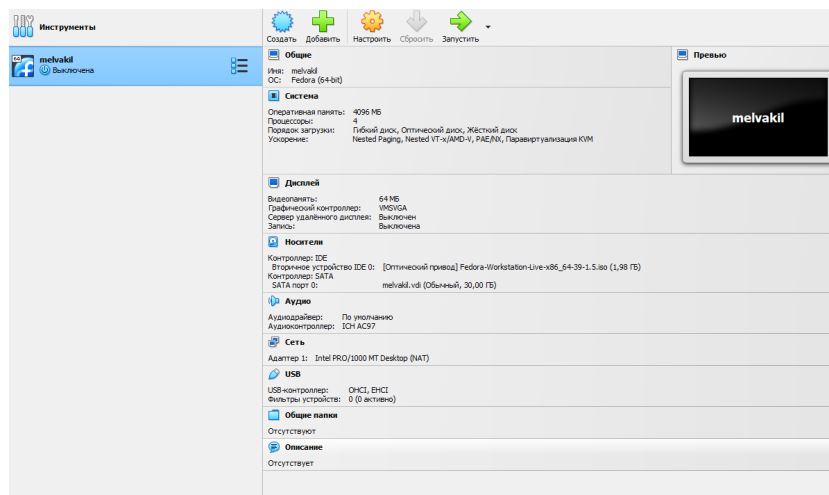 Инструменты
Создать Добавить Настроить Сбросить Запустить
64
melvakil
Выключена
Общие
Имя: melvakil
ОС: Fedora (64-bit)
Превью
melvakil
Система
Оперативная память: 4096 МБ
Процессоры: 4
Порядок загрузки: Гибкий диск, Оптический диск, Жёсткий диск
Ускорение: Nested Paging, Nested VT-x/AMD-V, PAE/NX, Паравиртуализация KVM
Дисплей
Видеопамять: 64 МБ
Графический контроллер: VMSVGA
Сервер удалённого дисплея: Выключен
Запись: Выключена
Носители
Контроллер: IDE
Вторичное устройство IDE 0: [Оптический привод] Fedora-Workstation-Live-x86_64-39-1.5.iso (1,98 ГБ)
Контроллер: SATA
SATA порт 0: melvakil.vdi (Обычный, 30,00 ГБ)
Аудио
Аудиодрайвер: По умолчанию
Аудиоконтроллер: ICH AC97
Сеть
Адаптер 1: Intel PRO/1000 MT Desktop (NAT)
USB
USB-контроллер: OHCI, EHCI
Фильтры устройств: 0 (0 активно)
Общие папки
Отсутствуют
Описание
Отсутствует